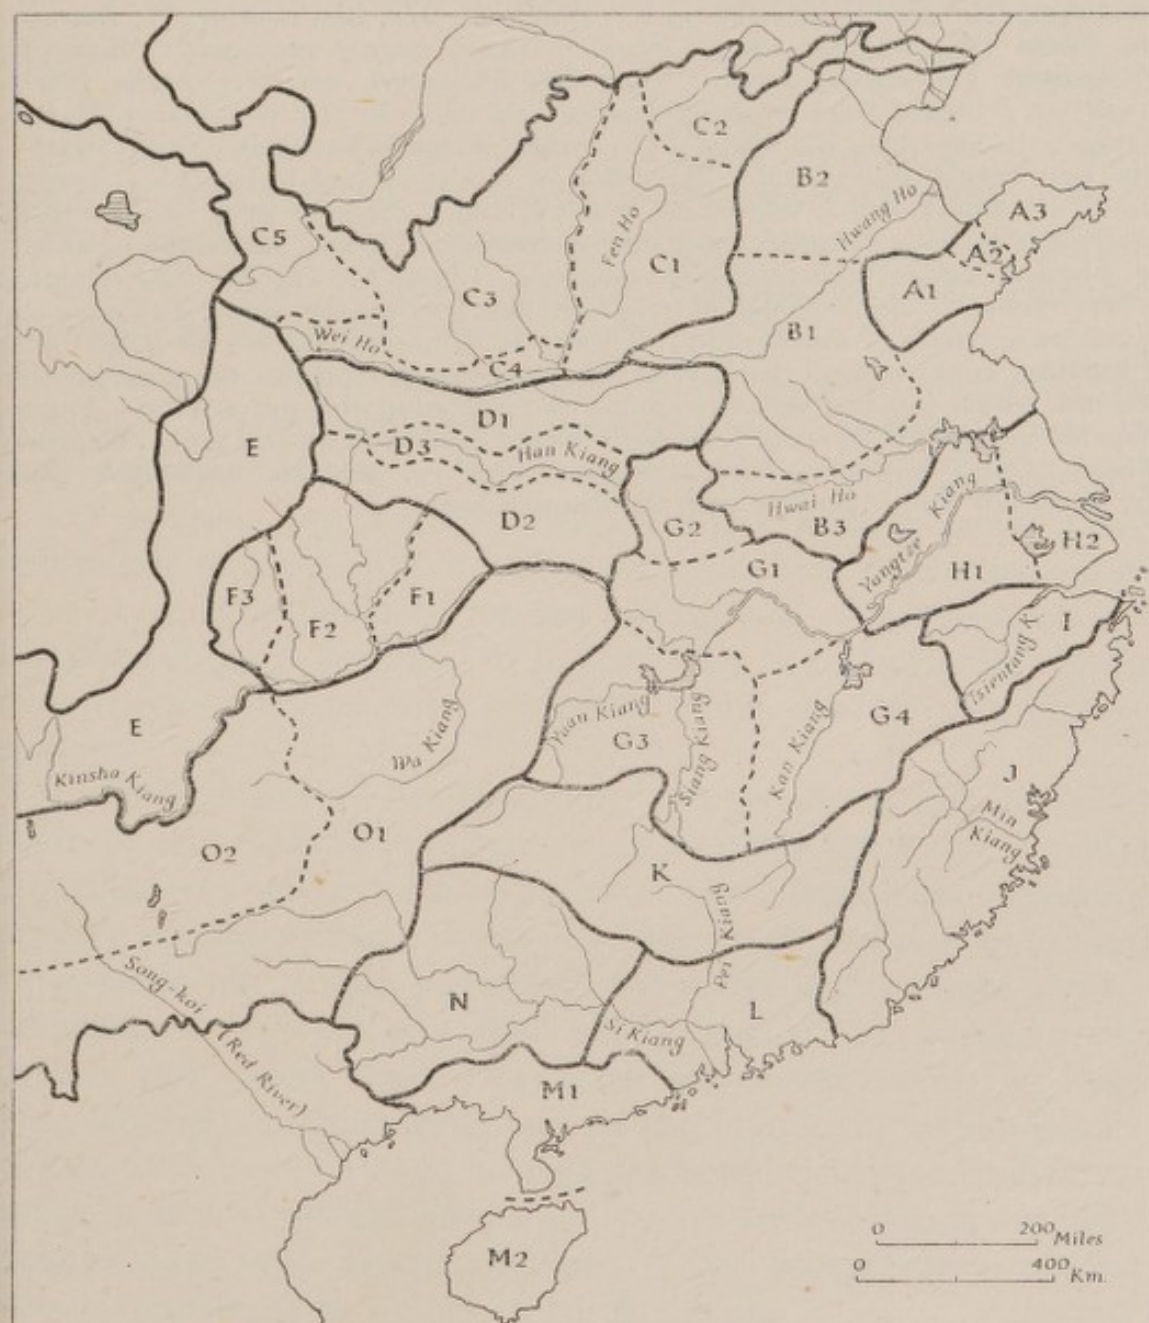 C2
B2
A3
Hwang Ho
C5
Fen Ho
A2
C1
A1
C3
B1
Wei Ho
C4
D1
E
D3
Han Kiang
Hwai Ho
Yangtse Kiang
D2
G2
B3
H2
G1
H1
F3
F1
F2
I
Tsientang K.
E
Wu Kiang
Yuan Kiang
G3
Siang Kiang
Kan Kiang
G4
J
Kinsha Kiang
Min
Kiang
O1
O2
K
Pei Kiang
Song-koi
(Red River)
N
L
Si Kiang
M1
M2
0 200 Miles
0 400 Km.